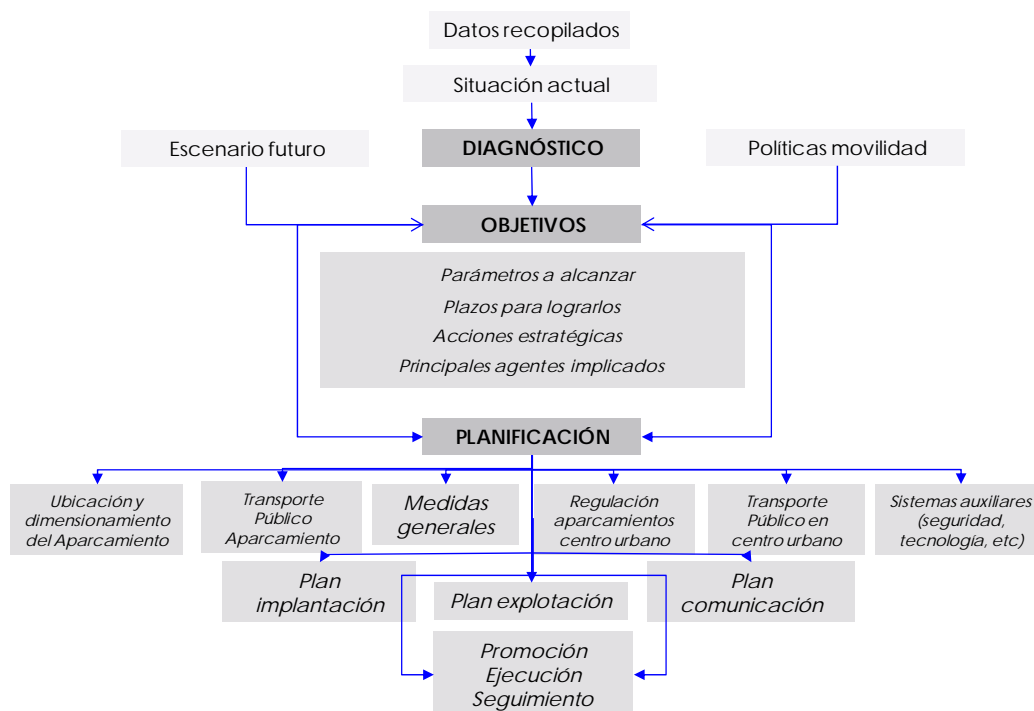 Datos recopilados
Situación actual
Escenario futuro
DIAGNÓSTICO
Políticas movilidad
OBJETIVOS
Parámetros a alcanzar
Plazos para lograrlos
Acciones estratégicas
Principales agentes implicados
PLANIFICACIÓN
Ubicación y
dimensionamiento
del Aparcamiento
Transporte
Público
Aparcamiento
Medidas
generales
Regulación
aparcamientos
centro urbano
Transporte
Público en
centro urbano
Sistemas auxiliares
(seguridad,
tecnología, etc)
Plan
implantación
Plan explotación
Plan
comunicación
Promoción
Ejecución
Seguimiento